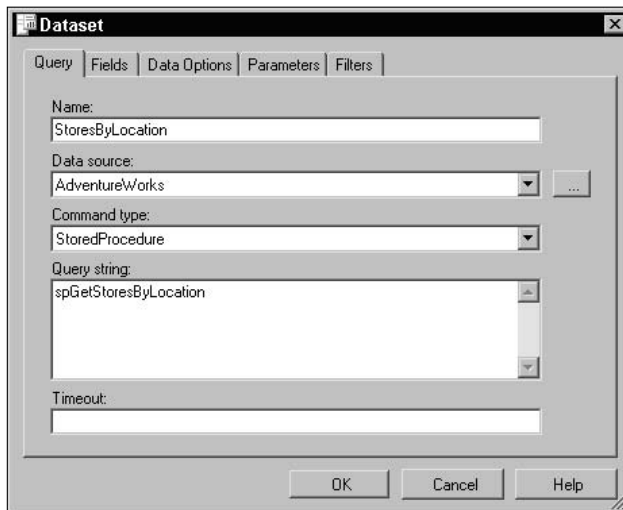 Dataset
Query Fields Data Options Parameters Filters
Name:
StoresByLocation
Data source:
AdventureWorks
...
Command type:
StoredProcedure
Query string:
spGetStoresByLocation
Timeout:
OK Cancel Help